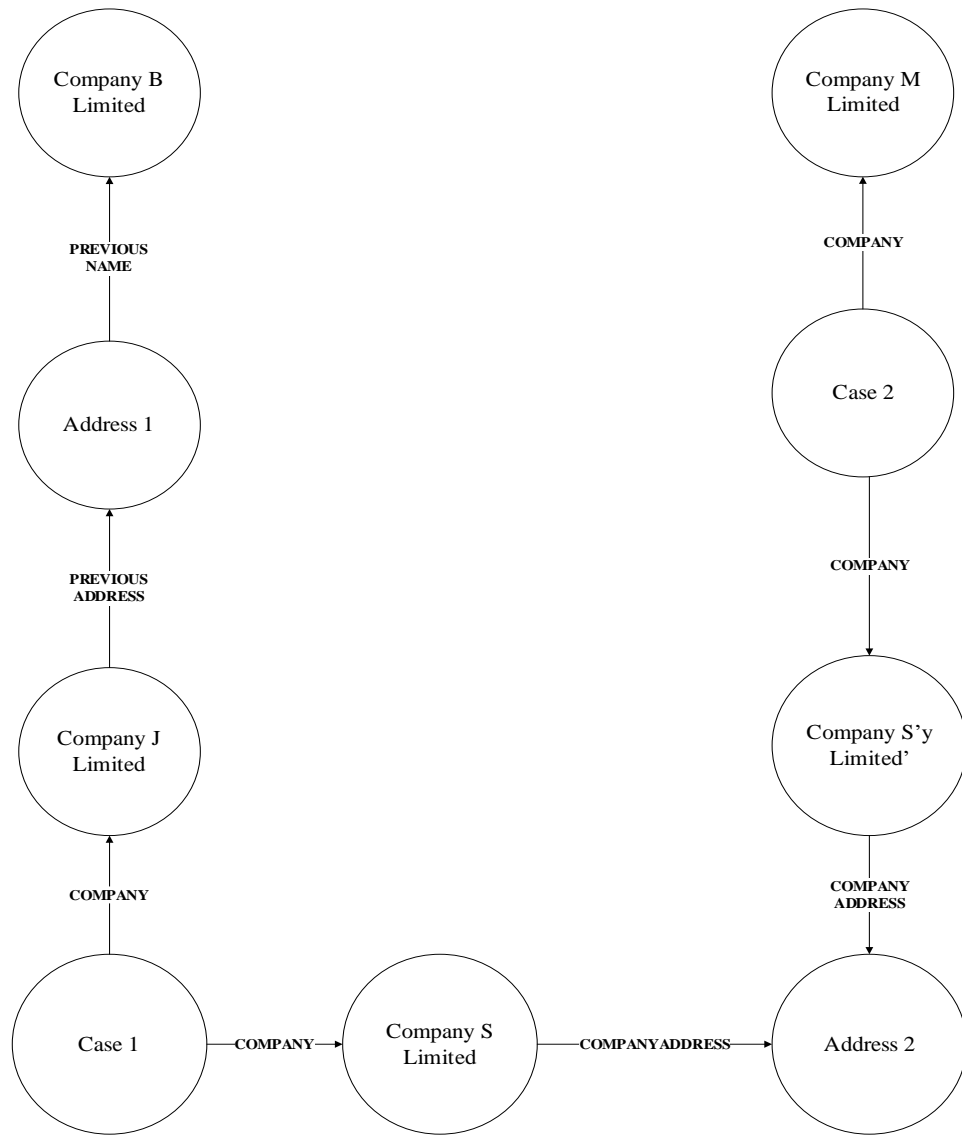 Company B
Limited
Company M
Limited
PREVIOUS
NAME
COMPANY
Address 1
Case 2
PREVIOUS
ADDRESS
COMPANY
Company J
Limited
Company S’y
Limited’
COMPANY
COMPANY
ADDRESS
Case 1
COMPANY
Company S
Limited
COMPANYADDRESS
Address 2